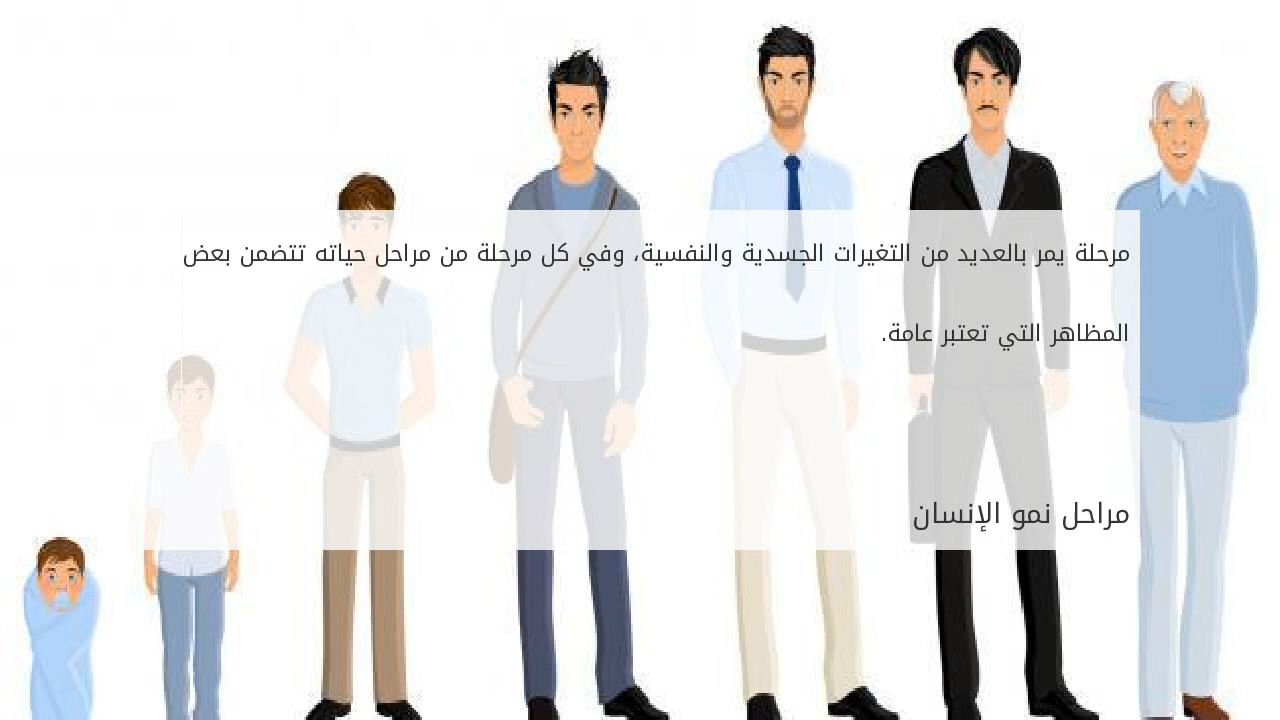 مرحلة يمر بالعديد من التغيرات الجسدية والنفسية، وفي كل مرحلة من مراحل حياته تتضمن بعض
المظاهر التي تعتبر عامة.
مراحل نمو الإنسان